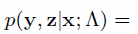 p(y, z|x; Λ) =